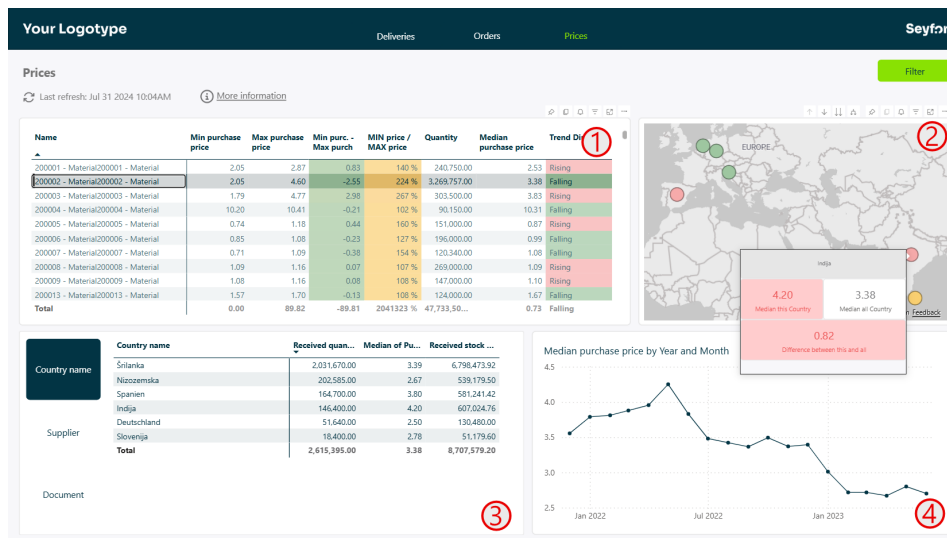 Your Logotype
Deliveries Orders Prices
Seyfor
Prices
Filter
Last refresh: Jul 31 2024 10:04AM
More information
Name Min purchase price Max purchase price Min purc. - Max purch MIN price / MAX price Quantity Median purchase price Trend Di
1
200001 - Material200001 - Material 2.05 2.87 0.83 140 % 240,750.00 2.53 Rising
200002 - Material200002 - Material 2.05 4.60 -2.55 224 % 3.269,757.00 3.38 Falling
200003 - Material200003 - Material 1.79 4.77 2.98 267 % 303,500.00 3.83 Rising
200004 - Material200004 - Material 10.20 10.41 -0.21 102 % 90,150.00 10.31 Falling
200005 - Material200005 - Material 0.74 1.18 0.44 160 % 151,000.00 0.87 Rising
200006 - Material200006 - Material 0.85 1.08 -0.23 127 % 196,000.00 0.99 Falling
200007 - Material200007 - Material 0.71 1.09 -0.38 154 % 120,340.00 1.08 Falling
200008 - Material200008 - Material 1.09 1.16 0.07 107 % 269,000.00 1.09 Rising
200009 - Material200009 - Material 1.08 1.16 0.08 108 % 147,000.00 1.10 Rising
200013 - Material200013 - Material 1.57 1.70 -0.13 108 % 124,000.00 1.67 Falling
Total 0.00 89.82 -89.81 2041323 % 47,733,50... 0.73 Falling
2
EUROPE
Indija
4.20 3.38
Median this Country Median all Country
0.82
Difference between this and all
Feedback
Country name
Supplier
Document
Country name Received quan... Median of Pu... Received stock ...
Šrilanka 2,031,670.00 3.39 6,798,473.92
Nizozemska 202,585.00 2.67 539,179.50
Spanien 164,700.00 3.80 581,241.42
Indija 146,400.00 4.20 607,024.76
Deutschland 51,640.00 2.50 130,480.00
Slovenija 18,400.00 2.78 51,179.60
Total 2,615,395.00 3.38 8,707,579.20
3
Median purchase price by Year and Month
4.5
4.0
3.5
3.0
2.5
Jan 2022 Jul 2022 Jan 2023
4